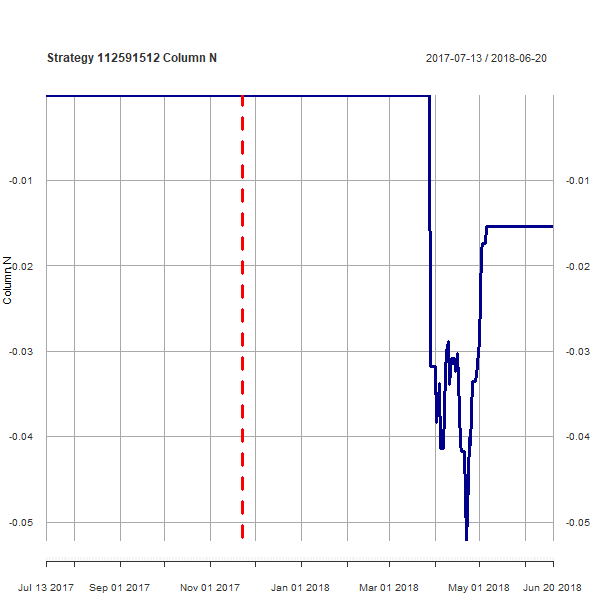 Strategy 112591512 Column N
2017-07-13 / 2018-06-20
-0.01 -0.01
-0.02 -0.02
Column N
-0.03 -0.03
-0.04 -0.04
-0.05 -0.05
Jul 13 2017 Sep 01 2017 Nov 01 2017 Jan 01 2018 Mar 01 2018 May 01 2018 Jun 20 2018